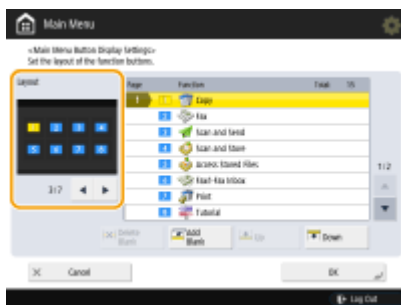 Main Menu
<Main Menu Button Display Settings>
Set the layout of the function buttons.
Layout
Page Function Total 15
1 1 Copy
2 Fax
3 Scan and Send
4 Scan and Store
5 Access Stored Files
6 Fax/I-Fax Inbox
7 Print
8 Tutorial
1 2 3 4
5 6 7 8
1/2
Delete Blank
Add Blank
Up
Down
Cancel
OK
Log Out